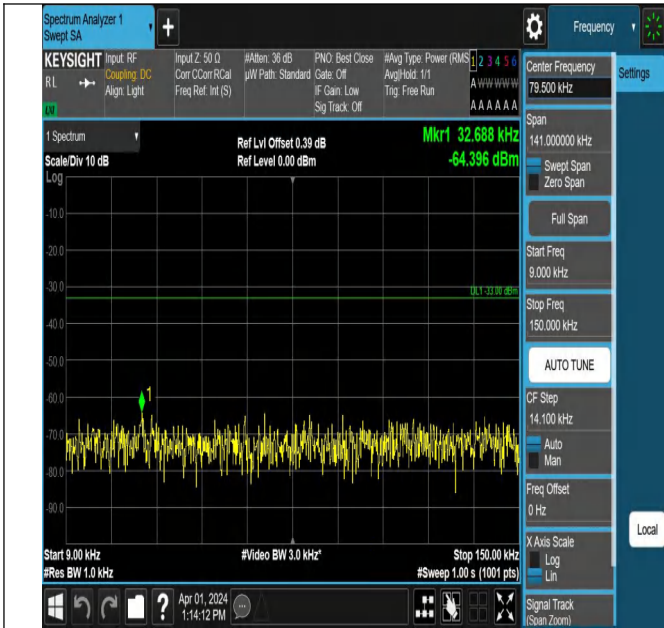 Spectrum Analyzer 1
Swept SA
+
Frequency
KEYSIGHT
RL
Input: RF
Coupling: DC
Align: Light
Input Z: 50 Ω
Corr CCorr RCal
Freq Ref: Int (S)
#Atten: 36 dB
µW Path: Standard
PNO: Best Close
Gate: Off
IF Gain: Low
Sig Track: Off
#Avg Type: Power (RMS
Avg|Hold: 1/1
Trig: Free Run
1 2 3 4 5 6
A W W W W W
A A A A A A
1 Spectrum
Scale/Div 10 dB
Log
Ref Lvl Offset 0.39 dB
Ref Level 0.00 dBm
Mkr1 32.688 kHz
-64.396 dBm
-10.0
-20.0
-30.0
DL1 -33.00 dBm
-40.0
-50.0
-60.0
1
-70.0
-80.0
-90.0
Start 9.00 kHz
#Res BW 1.0 kHz
#Video BW 3.0 kHz*
Stop 150.00 kHz
#Sweep 1.00 s (1001 pts)
Apr 01, 2024
1:14:12 PM
Center Frequency
79.500 kHz
Settings
Span
141.000000 kHz
Swept Span
Zero Span
Full Span
Start Freq
9.000 kHz
Stop Freq
150.000 kHz
AUTO TUNE
CF Step
14.100 kHz
Auto
Man
Freq Offset
0 Hz
X Axis Scale
Log
Lin
Local
Signal Track
(Span Zoom)